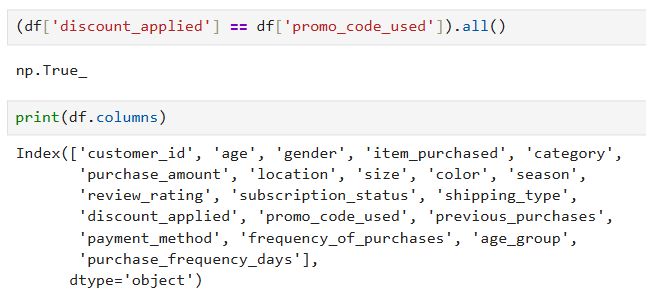 (df['discount_applied'] == df['promo_code_used']).all()
np.True_
print(df.columns)
Index(['customer_id', 'age', 'gender', 'item_purchased', 'category',
       'purchase_amount', 'location', 'size', 'color', 'season',
       'review_rating', 'subscription_status', 'shipping_type',
       'discount_applied', 'promo_code_used', 'previous_purchases',
       'payment_method', 'frequency_of_purchases', 'age_group',
       'purchase_frequency_days'],
      dtype='object')